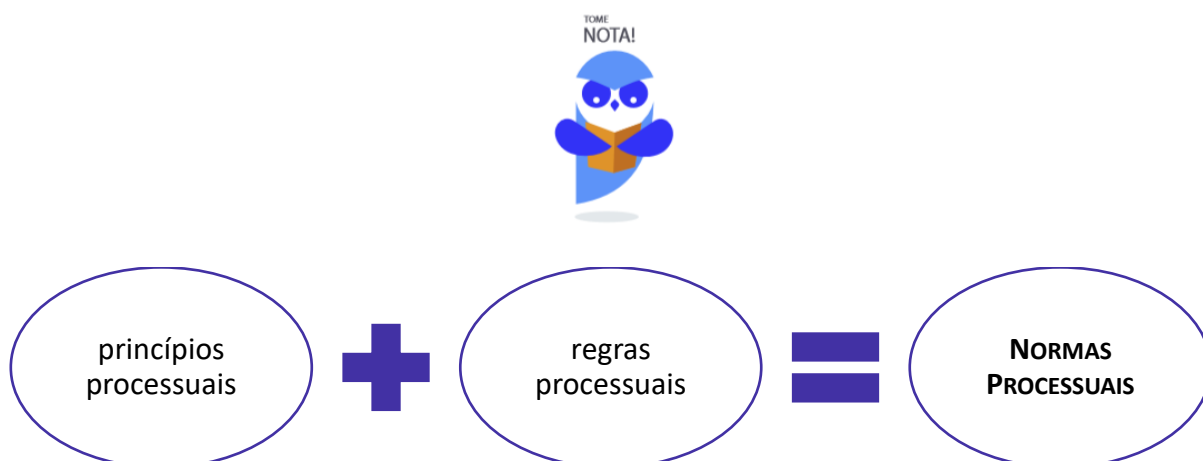 TOME
NOTA!
princípios
processuais
regras
processuais
NORMAS
PROCESSUAIS